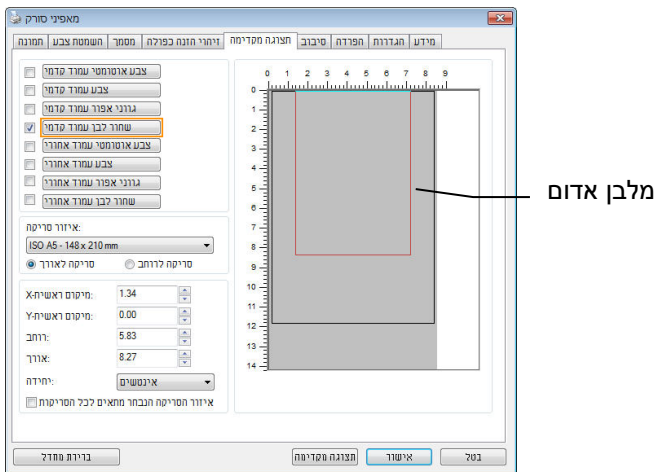 מאפיני סורק
תמונה השמטת צבע מסמך זיהוי הזנה כפולה תצוגה מקדימה סיבוב הפרדה הגדרות מידע
צבע אוטומטי עמוד קדמי
צבע עמוד קדמי
גווני אפור עמוד קדמי
שחור לבן עמוד קדמי
צבע אוטומטי עמוד אחורי
צבע עמוד אחורי
גווני אפור עמוד אחורי
שחור לבן עמוד אחורי
איזור סריקה:
ISO A5 - 148 x 210 mm
סריקה לאורך סריקה לרוחב
X-מיקום ראשית: 1.34
Y-מיקום ראשית: 0.00
רוחב: 5.83
אורך: 8.27
יחידה: אינטשים
איזור הסריקה הנבחר מתאים לכל הסריקות
0 1 2 3 4 5 6 7 8 9
0
1
2
3
4
5
6
7
8
9
10
11
12
13
14
מלבן אדום
ברירת מחדל תצוגה מקדימה אישור בטל